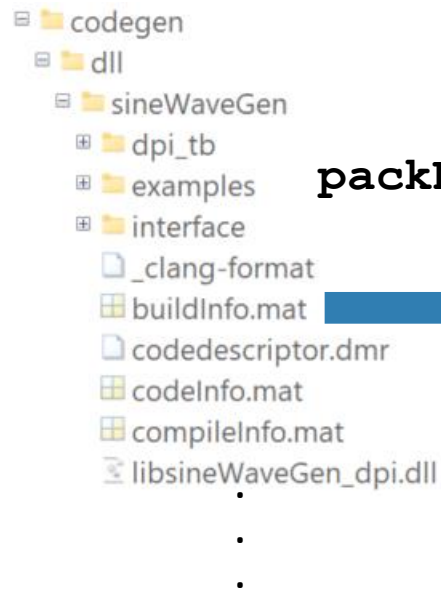 codegen
dll
sineWaveGen
dpi_tb
examples
interface
_clang-format
buildInfo.mat
codedescriptor.dmr
codeInfo.mat
compileInfo.mat
libsineWaveGen_dpi.dll
.
.
.